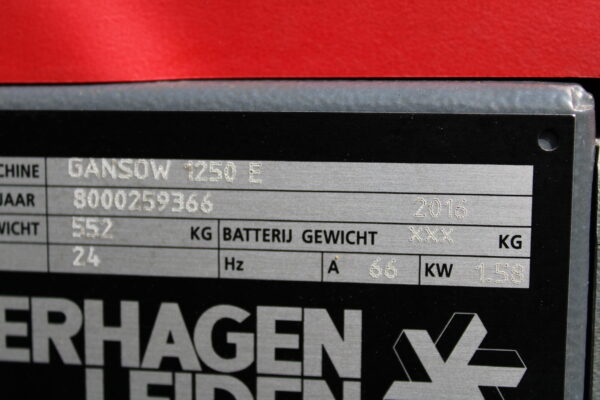 CHINE GANSOW 1250 E
JAAR 8000259366 2016
WICHT 552 KG BATTERIJ GEWICHT XXX KG
24 Hz A 66 KW 1.58
ERHAGEN
LEIDEN